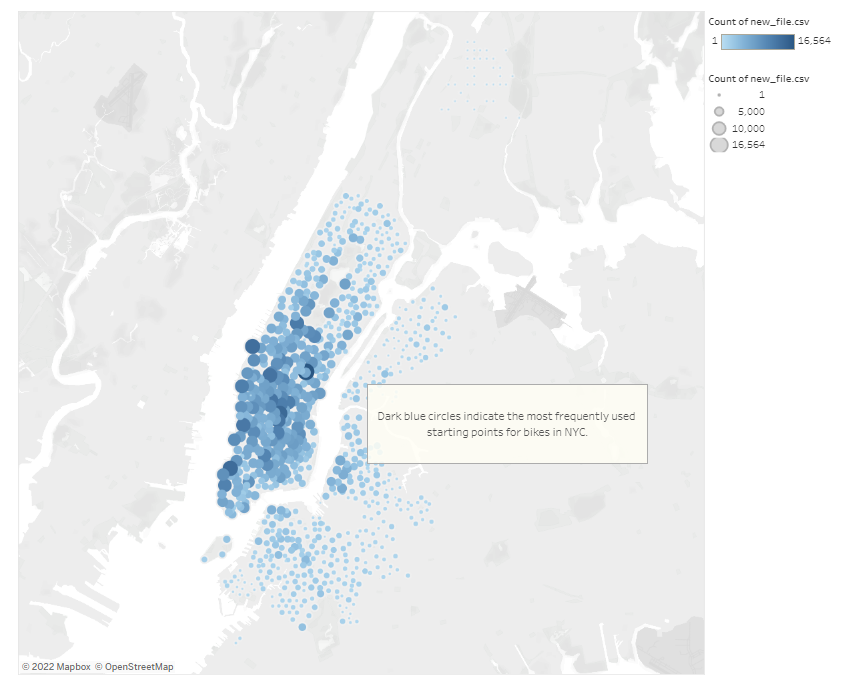 Count of new_file.csv
1 16,564
Count of new_file.csv
1
5,000
10,000
16,564
Dark blue circles indicate the most frequently used
starting points for bikes in NYC.
© 2022 Mapbox © OpenStreetMap